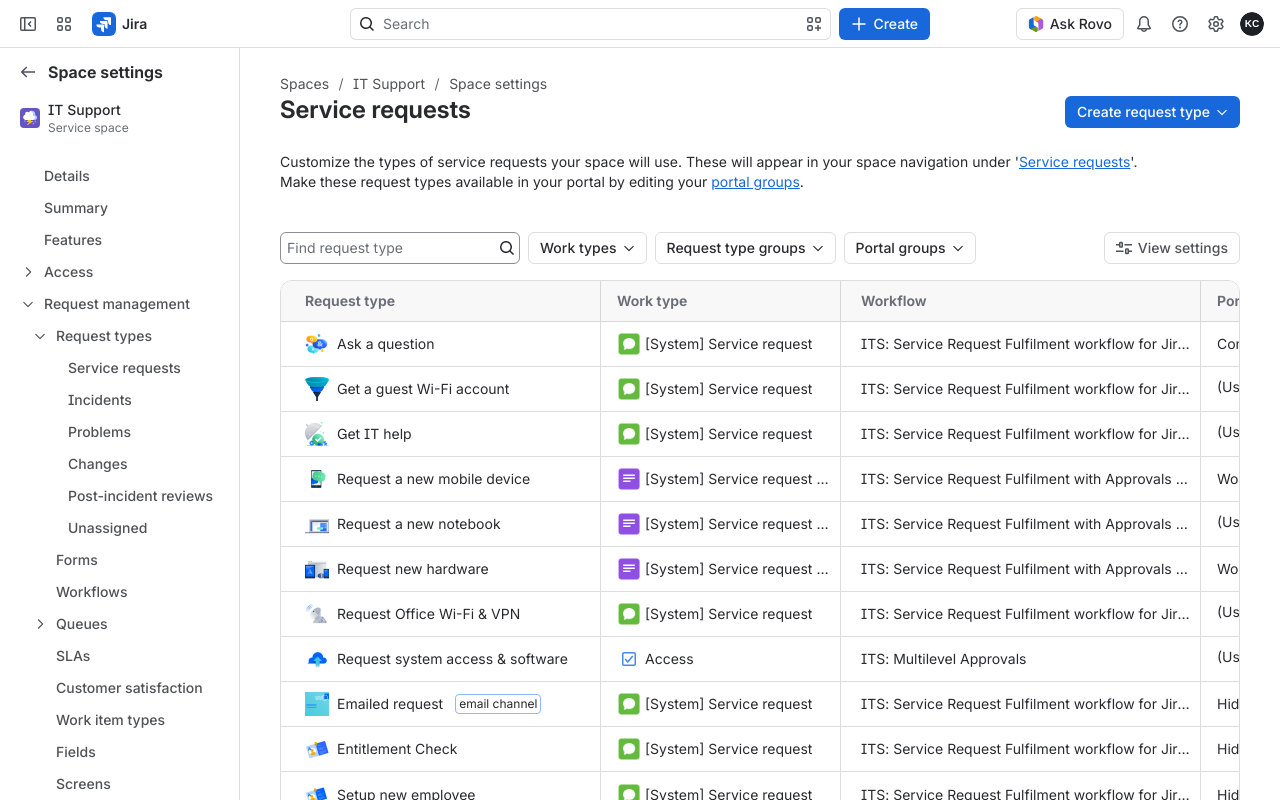 Jira
Search
Create
Ask Rovo
KC
Space settings
IT Support
Service space
Details
Summary
Features
Access
Request management
Request types
Service requests
Incidents
Problems
Changes
Post-incident reviews
Unassigned
Forms
Workflows
Queues
SLAs
Customer satisfaction
Work item types
Fields
Screens
Spaces / IT Support / Space settings
Service requests
Create request type
Customize the types of service requests your space will use. These will appear in your space navigation under 'Service requests'.
Make these request types available in your portal by editing your portal groups.
Find request type
Work types
Request type groups
Portal groups
View settings
Request type Work type Workflow Por
Ask a question [System] Service request ITS: Service Request Fulfilment workflow for Jir... Cor
Get a guest Wi-Fi account [System] Service request ITS: Service Request Fulfilment workflow for Jir... (Us
Get IT help [System] Service request ITS: Service Request Fulfilment workflow for Jir... (Us
Request a new mobile device [System] Service request ... ITS: Service Request Fulfilment with Approvals ... Wo
Request a new notebook [System] Service request ... ITS: Service Request Fulfilment with Approvals ... (Us
Request new hardware [System] Service request ... ITS: Service Request Fulfilment with Approvals ... Wo
Request Office Wi-Fi & VPN [System] Service request ITS: Service Request Fulfilment workflow for Jir... (Us
Request system access & software Access ITS: Multilevel Approvals (Us
Emailed request email channel [System] Service request ITS: Service Request Fulfilment workflow for Jir... Hid
Entitlement Check [System] Service request ITS: Service Request Fulfilment workflow for Jir... Hid
Setup new employee [System] Service request ITS: Service Request Fulfilment workflow for Jir... Hid